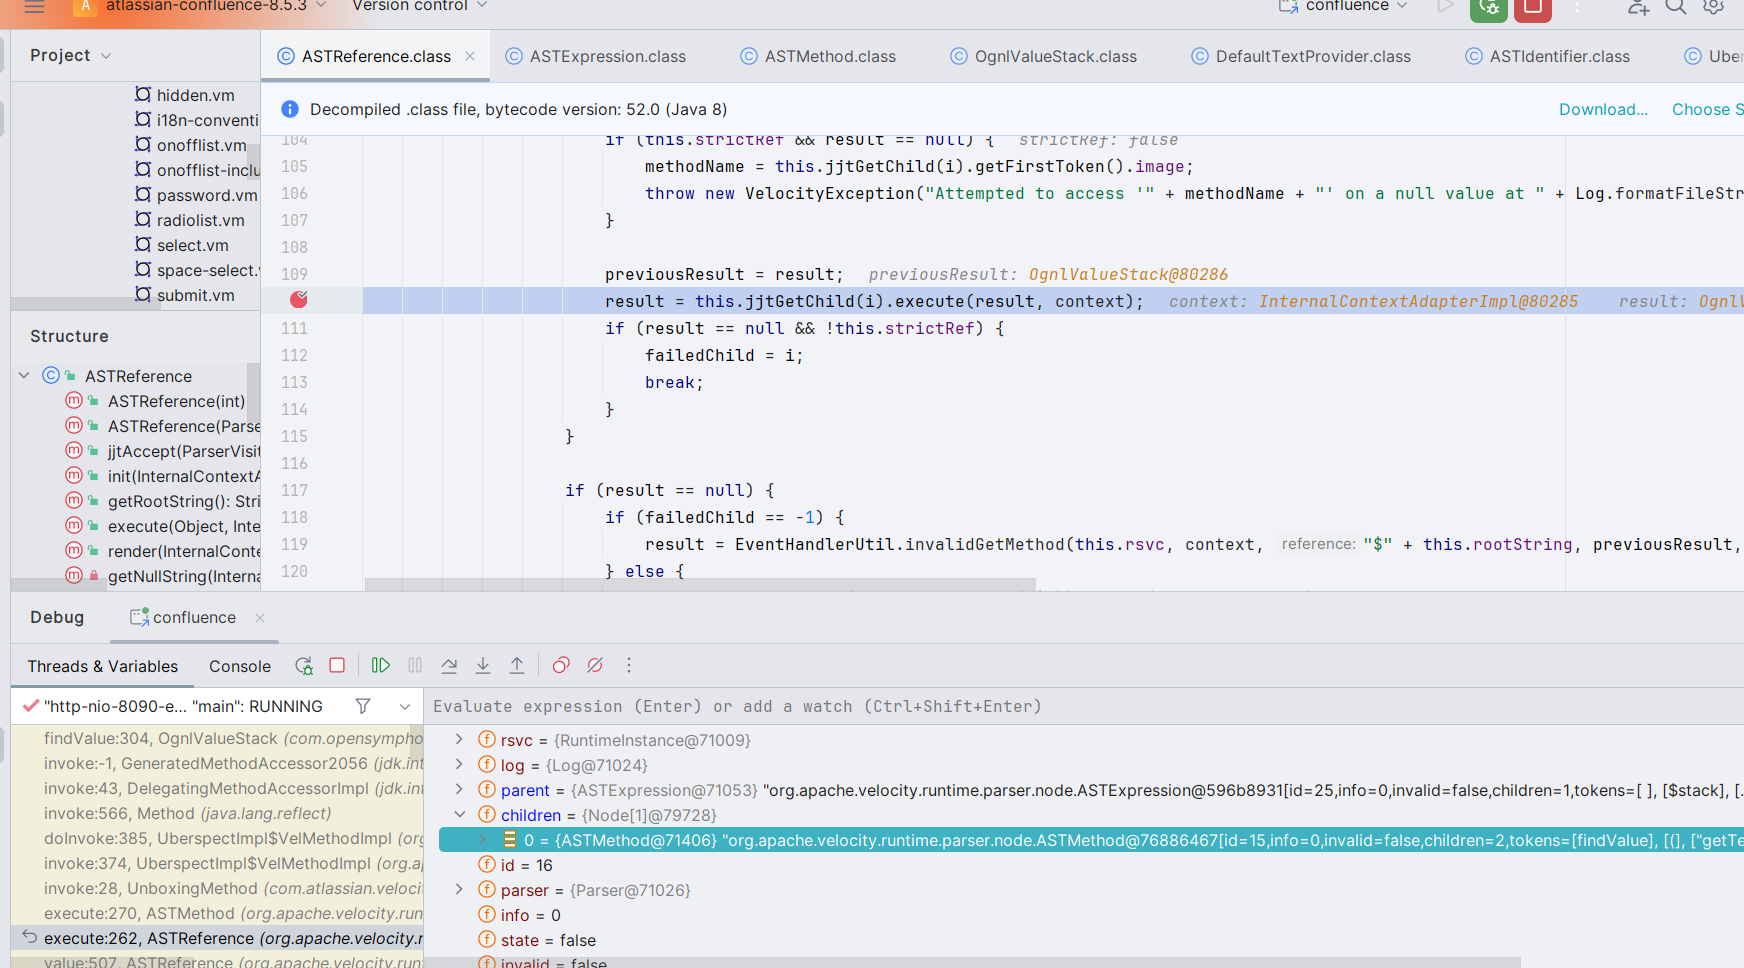 atlassian-confluence-8.5.3
Version control
confluence
Project
ASTReference.class
ASTExpression.class
ASTMethod.class
OgnlValueStack.class
DefaultTextProvider.class
ASTIdentifier.class
Uber
hidden.vm
i18n-conventi
onofflist.vm
onofflist-inclu
password.vm
radiolist.vm
select.vm
space-select.
submit.vm
Decompiled .class file, bytecode version: 52.0 (Java 8)
Download...
Choose S
104 if (this.strictRef && result == null) { strictRef: false
105 methodName = this.jjtGetChild(i).getFirstToken().image;
106 throw new VelocityException("Attempted to access '" + methodName + "' on a null value at " + Log.formatFileStr
107 }
108
109 previousResult = result; previousResult: OgnlValueStack@80286
result = this.jjtGetChild(i).execute(result, context); context: InternalContextAdapterImpl@80285 result: OgnlV
111 if (result == null && !this.strictRef) {
112 failedChild = i;
113 break;
114 }
115 }
116
117 if (result == null) {
118 if (failedChild == -1) {
119 result = EventHandlerUtil.invalidGetMethod(this.rsvc, context, reference: "$" + this.rootString, previousResult,
120 } else {
Structure
ASTReference
ASTReference(int)
ASTReference(Parse
jjtAccept(ParserVisit
init(InternalContextA
getRootString(): Stri
execute(Object, Inte
render(InternalConte
getNullString(Interna
Debug
confluence
Threads & Variables
Console
"http-nio-8090-e... "main": RUNNING
Evaluate expression (Enter) or add a watch (Ctrl+Shift+Enter)
findValue:304, OgnlValueStack (com.opensympho
invoke:-1, GeneratedMethodAccessor2056 (jdk.int
invoke:43, DelegatingMethodAccessorImpl (jdk.int
invoke:566, Method (java.lang.reflect)
doInvoke:385, UberspectImpl$VelMethodImpl (org
invoke:374, UberspectImpl$VelMethodImpl (org.a
invoke:28, UnboxingMethod (com.atlassian.veloci
execute:270, ASTMethod (org.apache.velocity.run
execute:262, ASTReference (org.apache.velocity.r
value:507, ASTReference (org.apache.velocity.runt
rsvc = {RuntimeInstance@71009}
log = {Log@71024}
parent = {ASTExpression@71053} "org.apache.velocity.runtime.parser.node.ASTExpression@596b8931[id=25,info=0,invalid=false,children=1,tokens=[ ], [$stack], [.
children = {Node[1]@79728}
0 = {ASTMethod@71406} "org.apache.velocity.runtime.parser.node.ASTMethod@76886467[id=15,info=0,invalid=false,children=2,tokens=[findValue], [(], ["getTe
id = 16
parser = {Parser@71026}
info = 0
state = false
invalid = false